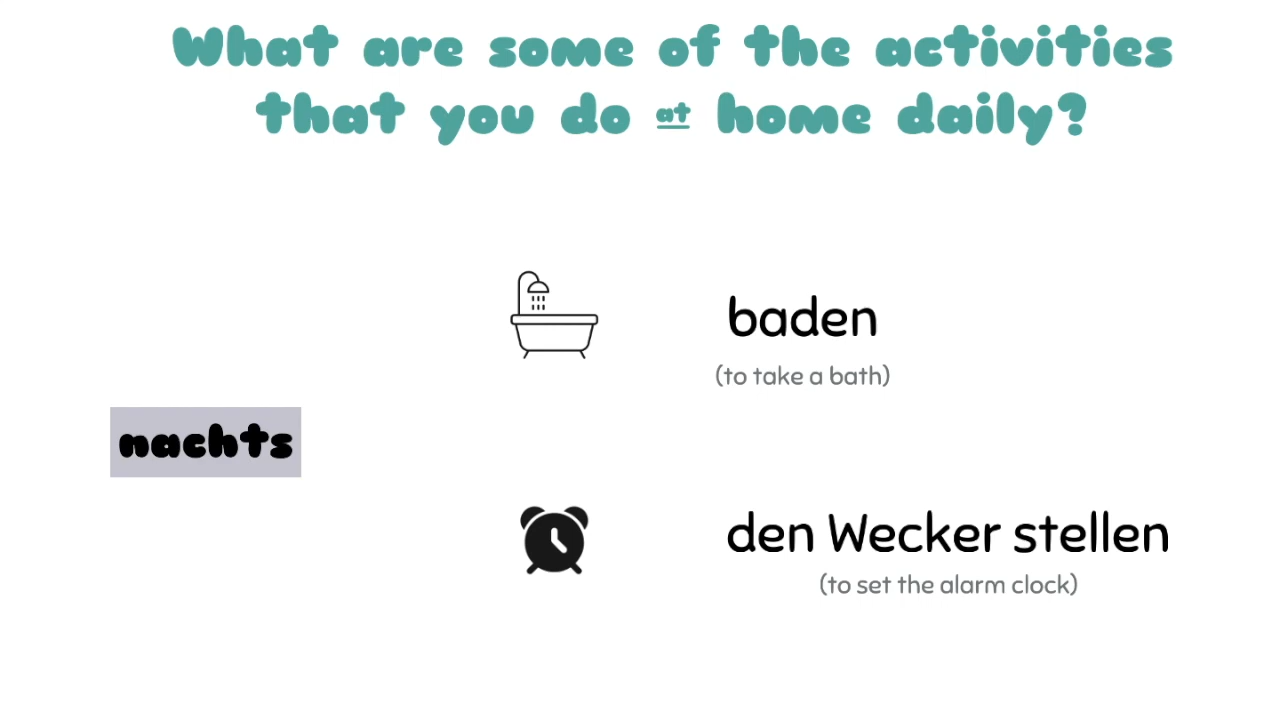 What are some of the activities
that you do at home daily?
baden
(to take a bath)
nachts
den Wecker stellen
(to set the alarm clock)